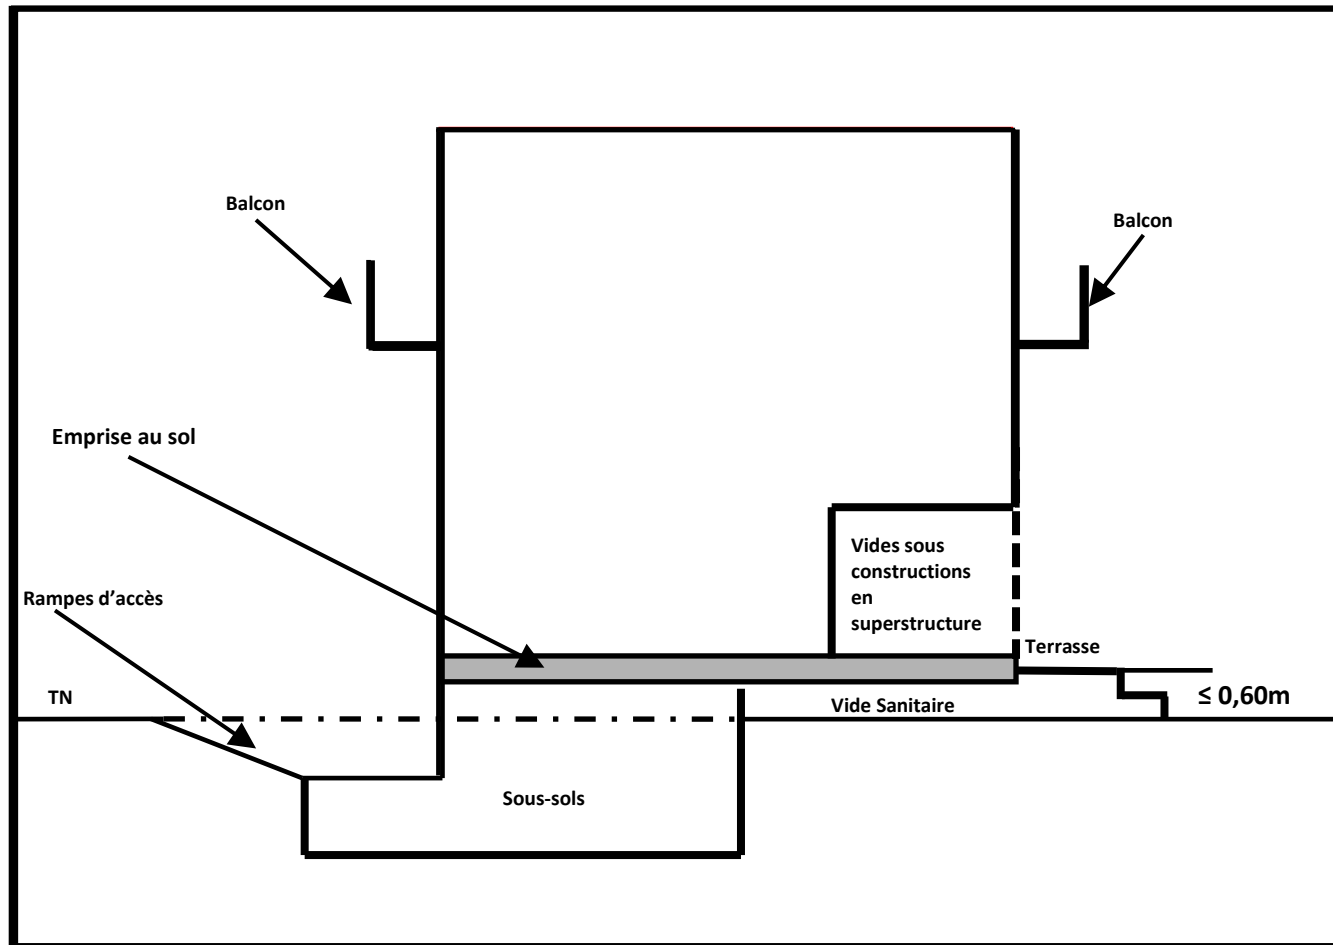 Balcon
Balcon
Emprise au sol
Vides sous
constructions
en
superstructure
Rampes d’accès
Terrasse
TN
Vide Sanitaire
≤ 0,60m
Sous-sols